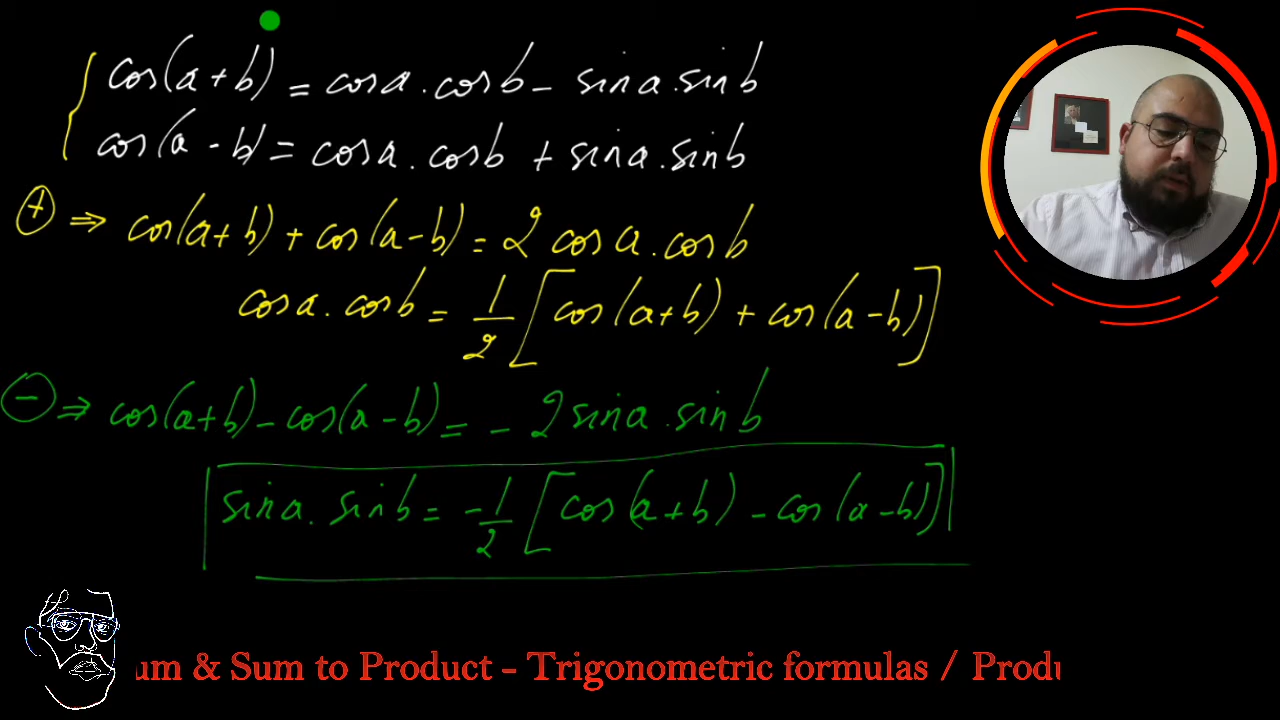 cos(a+b) = cosa.cosb - sina.sinb
cos(a-b) = cosa.cosb + sina.sinb
+ ⇒ cos(a+b) + cos(a-b) = 2 cosa.cosb
cosa.cosb = 1/2 [cos(a+b) + cos(a-b)]
- ⇒ cos(a+b) - cos(a-b) = -2 sina.sinb
sina.sinb = -1/2 [cos(a+b) - cos(a-b)]
um & Sum to Product - Trigonometric formulas / Produ